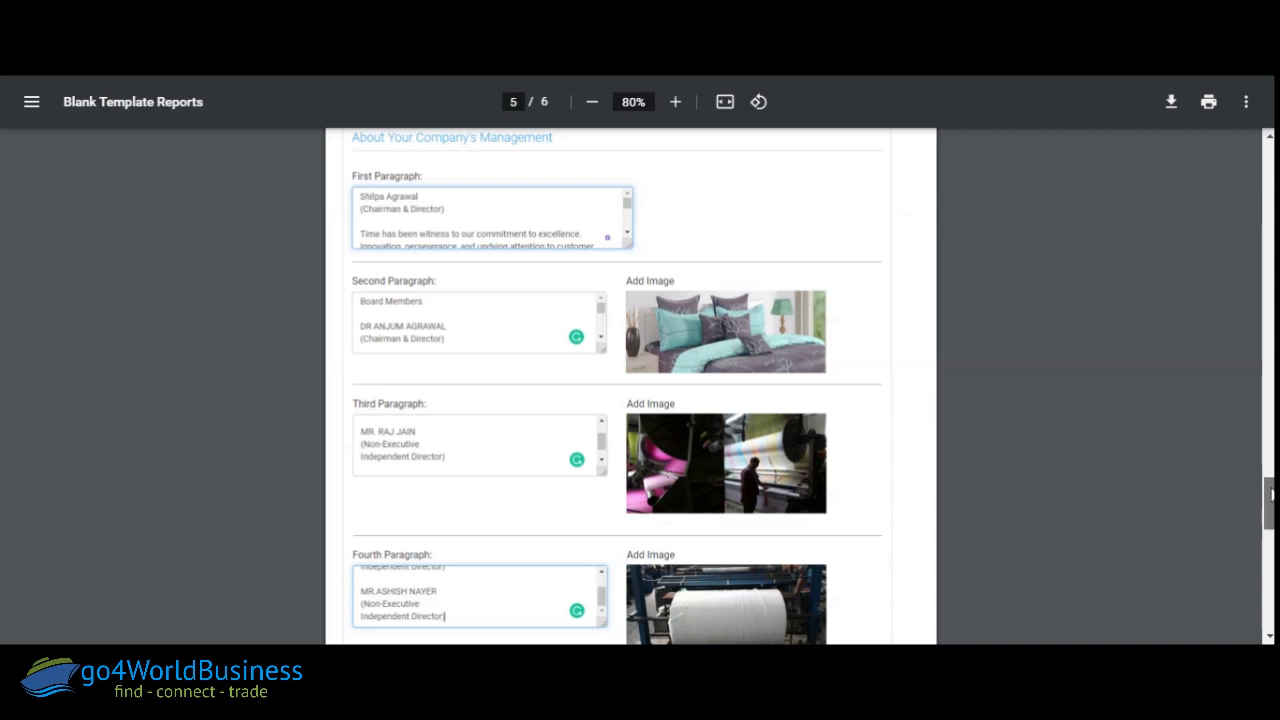 Blank Template Reports
5 / 6
80%
About Your Company's Management
First Paragraph:
Shilpa Agrawal
(Chairman & Director)
Time has been witness to our commitment to excellence.
Innovation, perseverance, and undying attention to customer
Second Paragraph:
Add Image
Board Members
DR ANJUM AGRAWAL
(Chairman & Director)
Third Paragraph:
Add Image
MR. RAJ JAIN
(Non-Executive
Independent Director)
Fourth Paragraph:
Add Image
Independent Director)
MR.ASHISH NAYER
(Non-Executive
Independent Director)
go4WorldBusiness
find - connect - trade